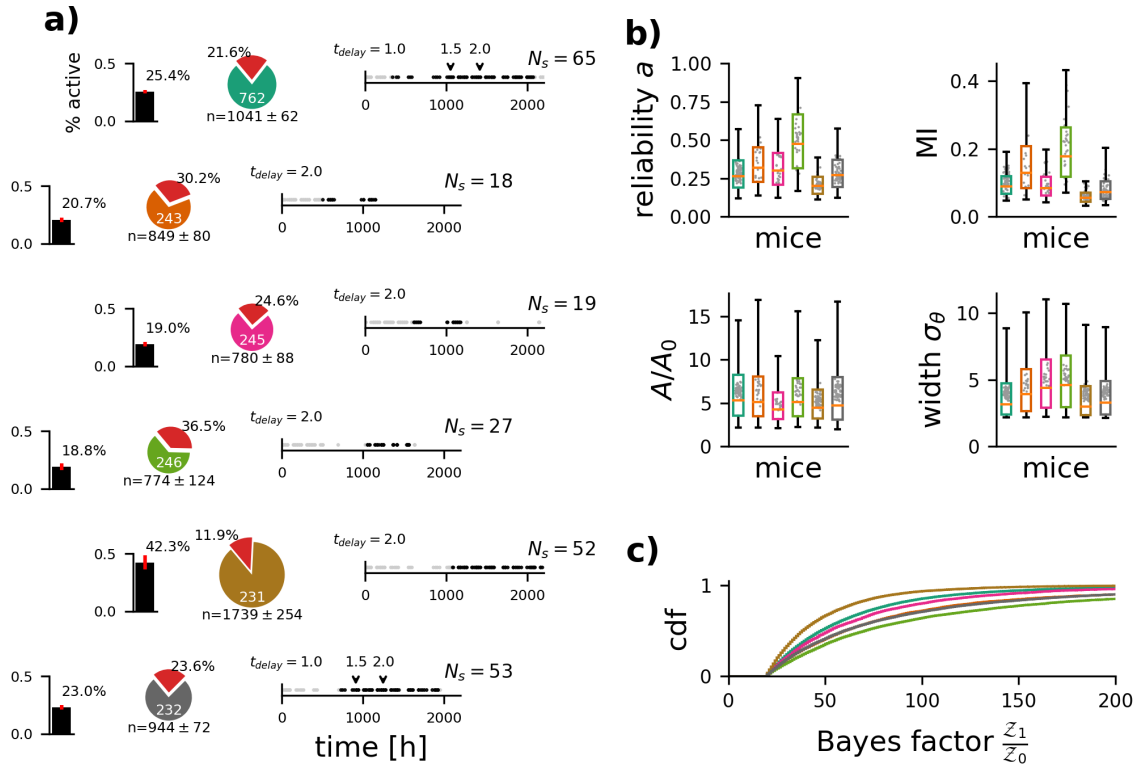 a)
% active
0.5
0.0
25.4%
21.6%
762
n=1041 ± 62
t_delay = 1.0
1.5
2.0
N_s = 65
0
1000
2000
0.5
0.0
20.7%
30.2%
243
n=849 ± 80
t_delay = 2.0
N_s = 18
0
1000
2000
0.5
0.0
19.0%
24.6%
245
n=780 ± 88
t_delay = 2.0
N_s = 19
0
1000
2000
0.5
0.0
18.8%
36.5%
246
n=774 ± 124
t_delay = 2.0
N_s = 27
0
1000
2000
0.5
0.0
42.3%
11.9%
231
n=1739 ± 254
t_delay = 2.0
N_s = 52
0
1000
2000
0.5
0.0
23.0%
23.6%
232
n=944 ± 72
t_delay = 1.0
1.5
2.0
N_s = 53
0
1000
2000
time [h]
b)
reliability a
1.00
0.75
0.50
0.25
0.00
mice
MI
0.4
0.2
0.0
mice
A/A_0
15
10
5
0
mice
width σ_θ
10
5
0
mice
c)
cdf
1
0
0
50
100
150
200
Bayes factor Z_1/Z_0